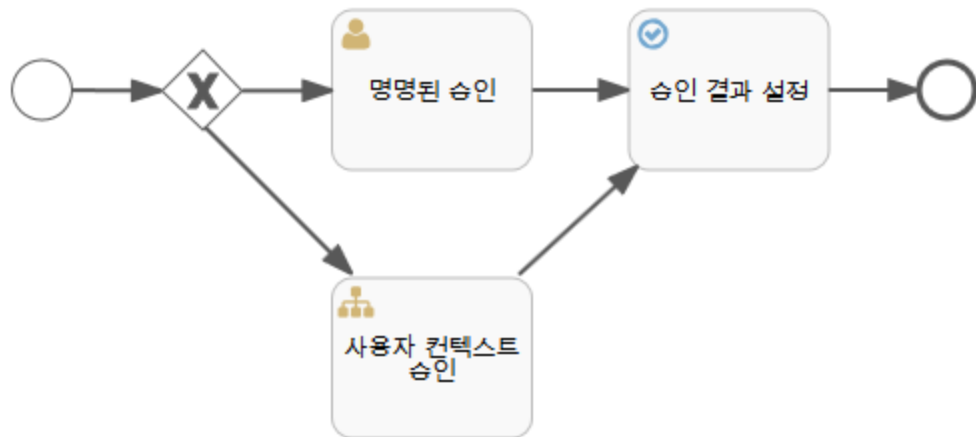 명명된 승인
승인 결과 설정
사용자 컨텍스트
승인